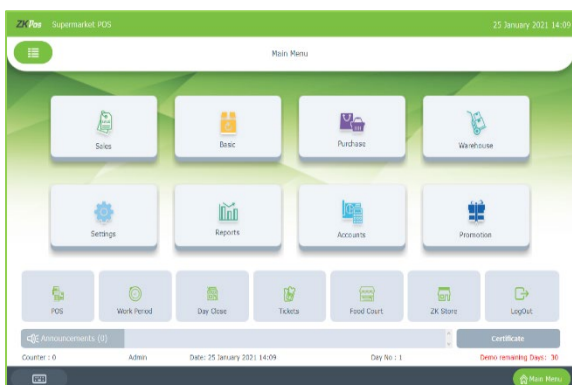 ZKPos Supermarket POS 25 January 2021 14:09
Main Menu
Sales Basic Purchase Warehouse
Settings Reports Accounts Promotion
POS Work Period Day Close Tickets Food Court ZK Store LogOut
Announcements (0) Certificate
Counter : 0 Admin Date: 25 January 2021 14:09 Day No : 1 Demo remaining Days: 30
Main Menu